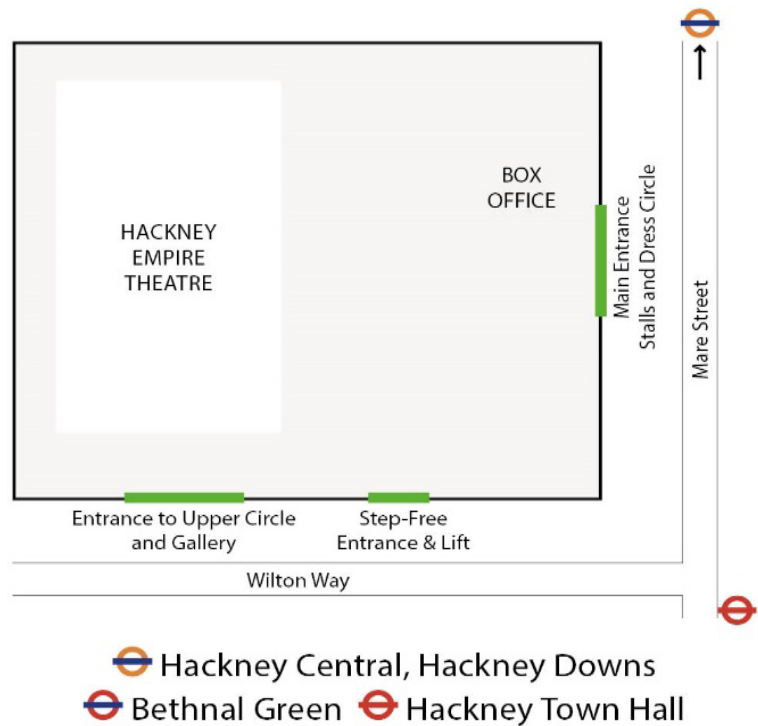 BOX
OFFICE
HACKNEY
EMPIRE
THEATRE
Main Entrance
Stalls and Dress Circle
Mare Street
Entrance to Upper Circle
and Gallery
Step-Free
Entrance & Lift
Wilton Way
Hackney Central, Hackney Downs
Bethnal Green
Hackney Town Hall